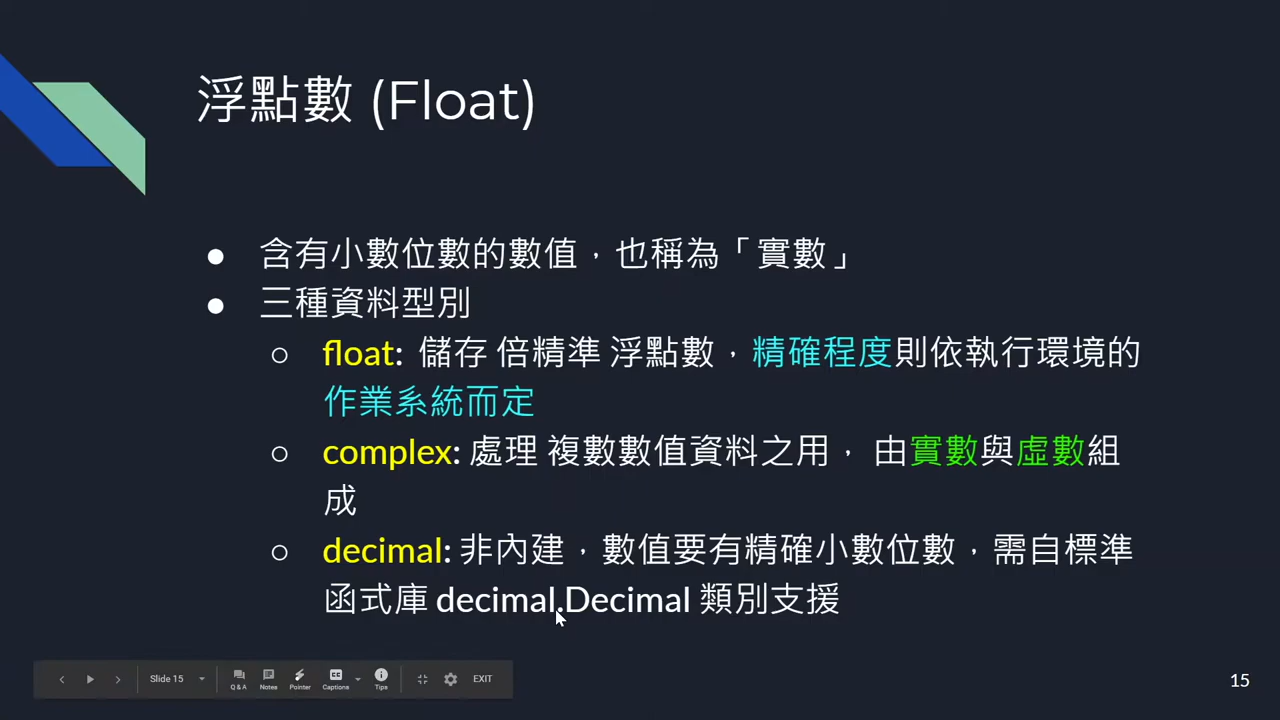 浮點數 (Float)
● 含有小數位數的數值，也稱為「實數」
● 三種資料型別
○ float: 儲存 倍精準 浮點數，精確程度則依執行環境的
作業系統而定
○ complex: 處理 複數數值資料之用， 由實數與虛數組
成
○ decimal: 非內建，數值要有精確小數位數，需自標準
函式庫 decimal.Decimal 類別支援
Slide 15 Q & A Notes Pointer Captions Tips EXIT
15